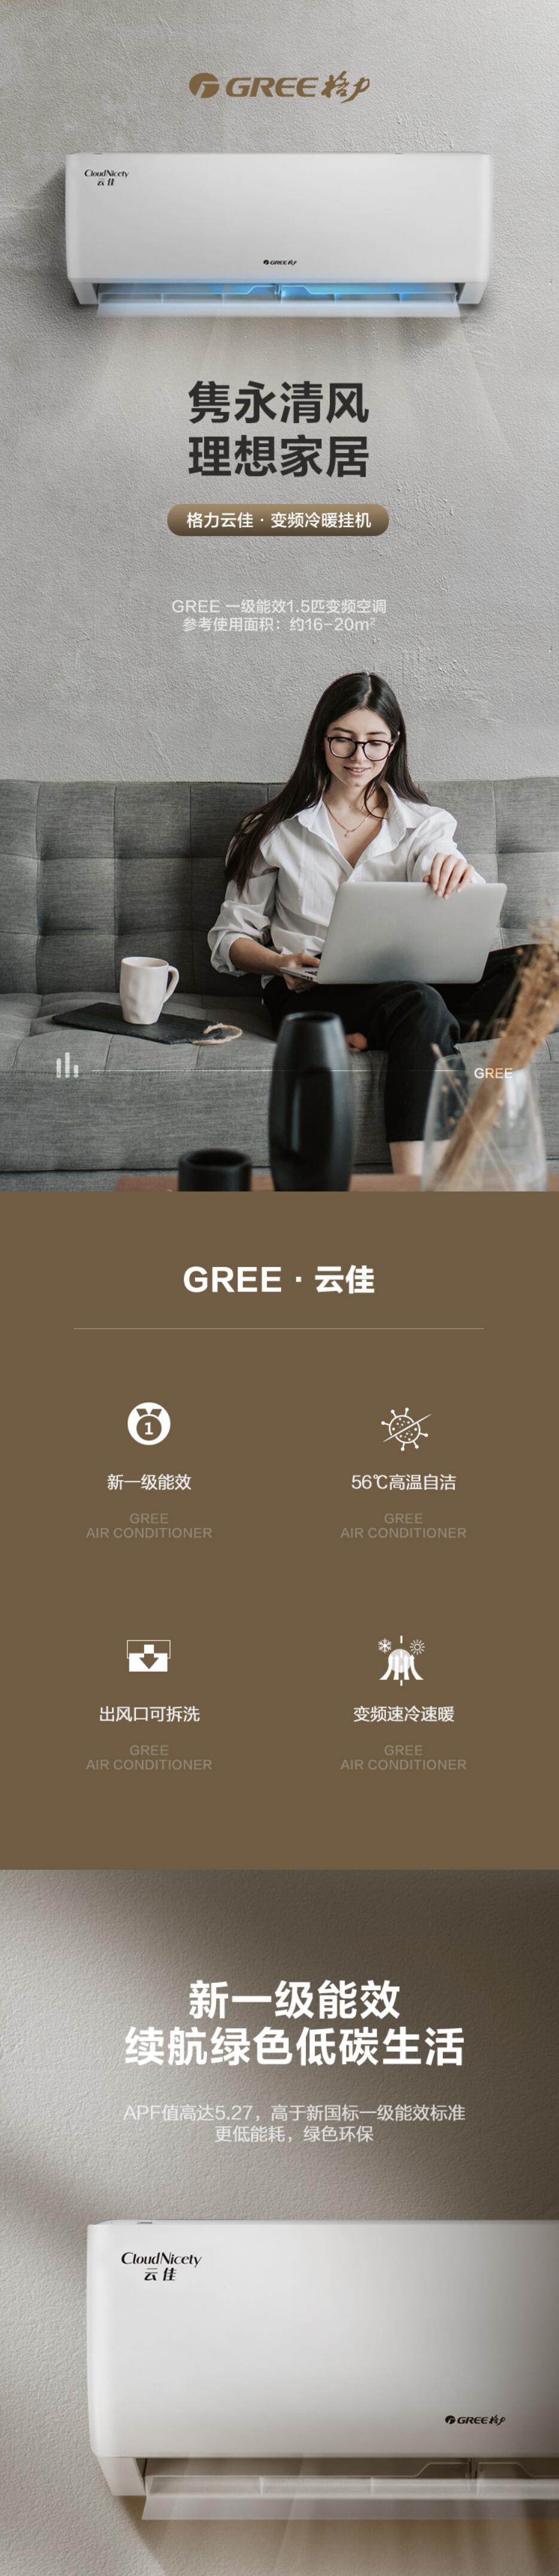 GREE 格力
CloudNicety
云佳
GREE 格力
隽永清风
理想家居
格力云佳 · 变频冷暖挂机
GREE 一级能效1.5匹变频空调
参考使用面积：约16-20m²
GREE
GREE · 云佳
1
新一级能效
GREE
AIR CONDITIONER
56℃高温自洁
GREE
AIR CONDITIONER
出风口可拆洗
GREE
AIR CONDITIONER
变频速冷速暖
GREE
AIR CONDITIONER
新一级能效
续航绿色低碳生活
APF值高达5.27，高于新国标一级能效标准
更低能耗，绿色环保
CloudNicety
云佳
GREE 格力